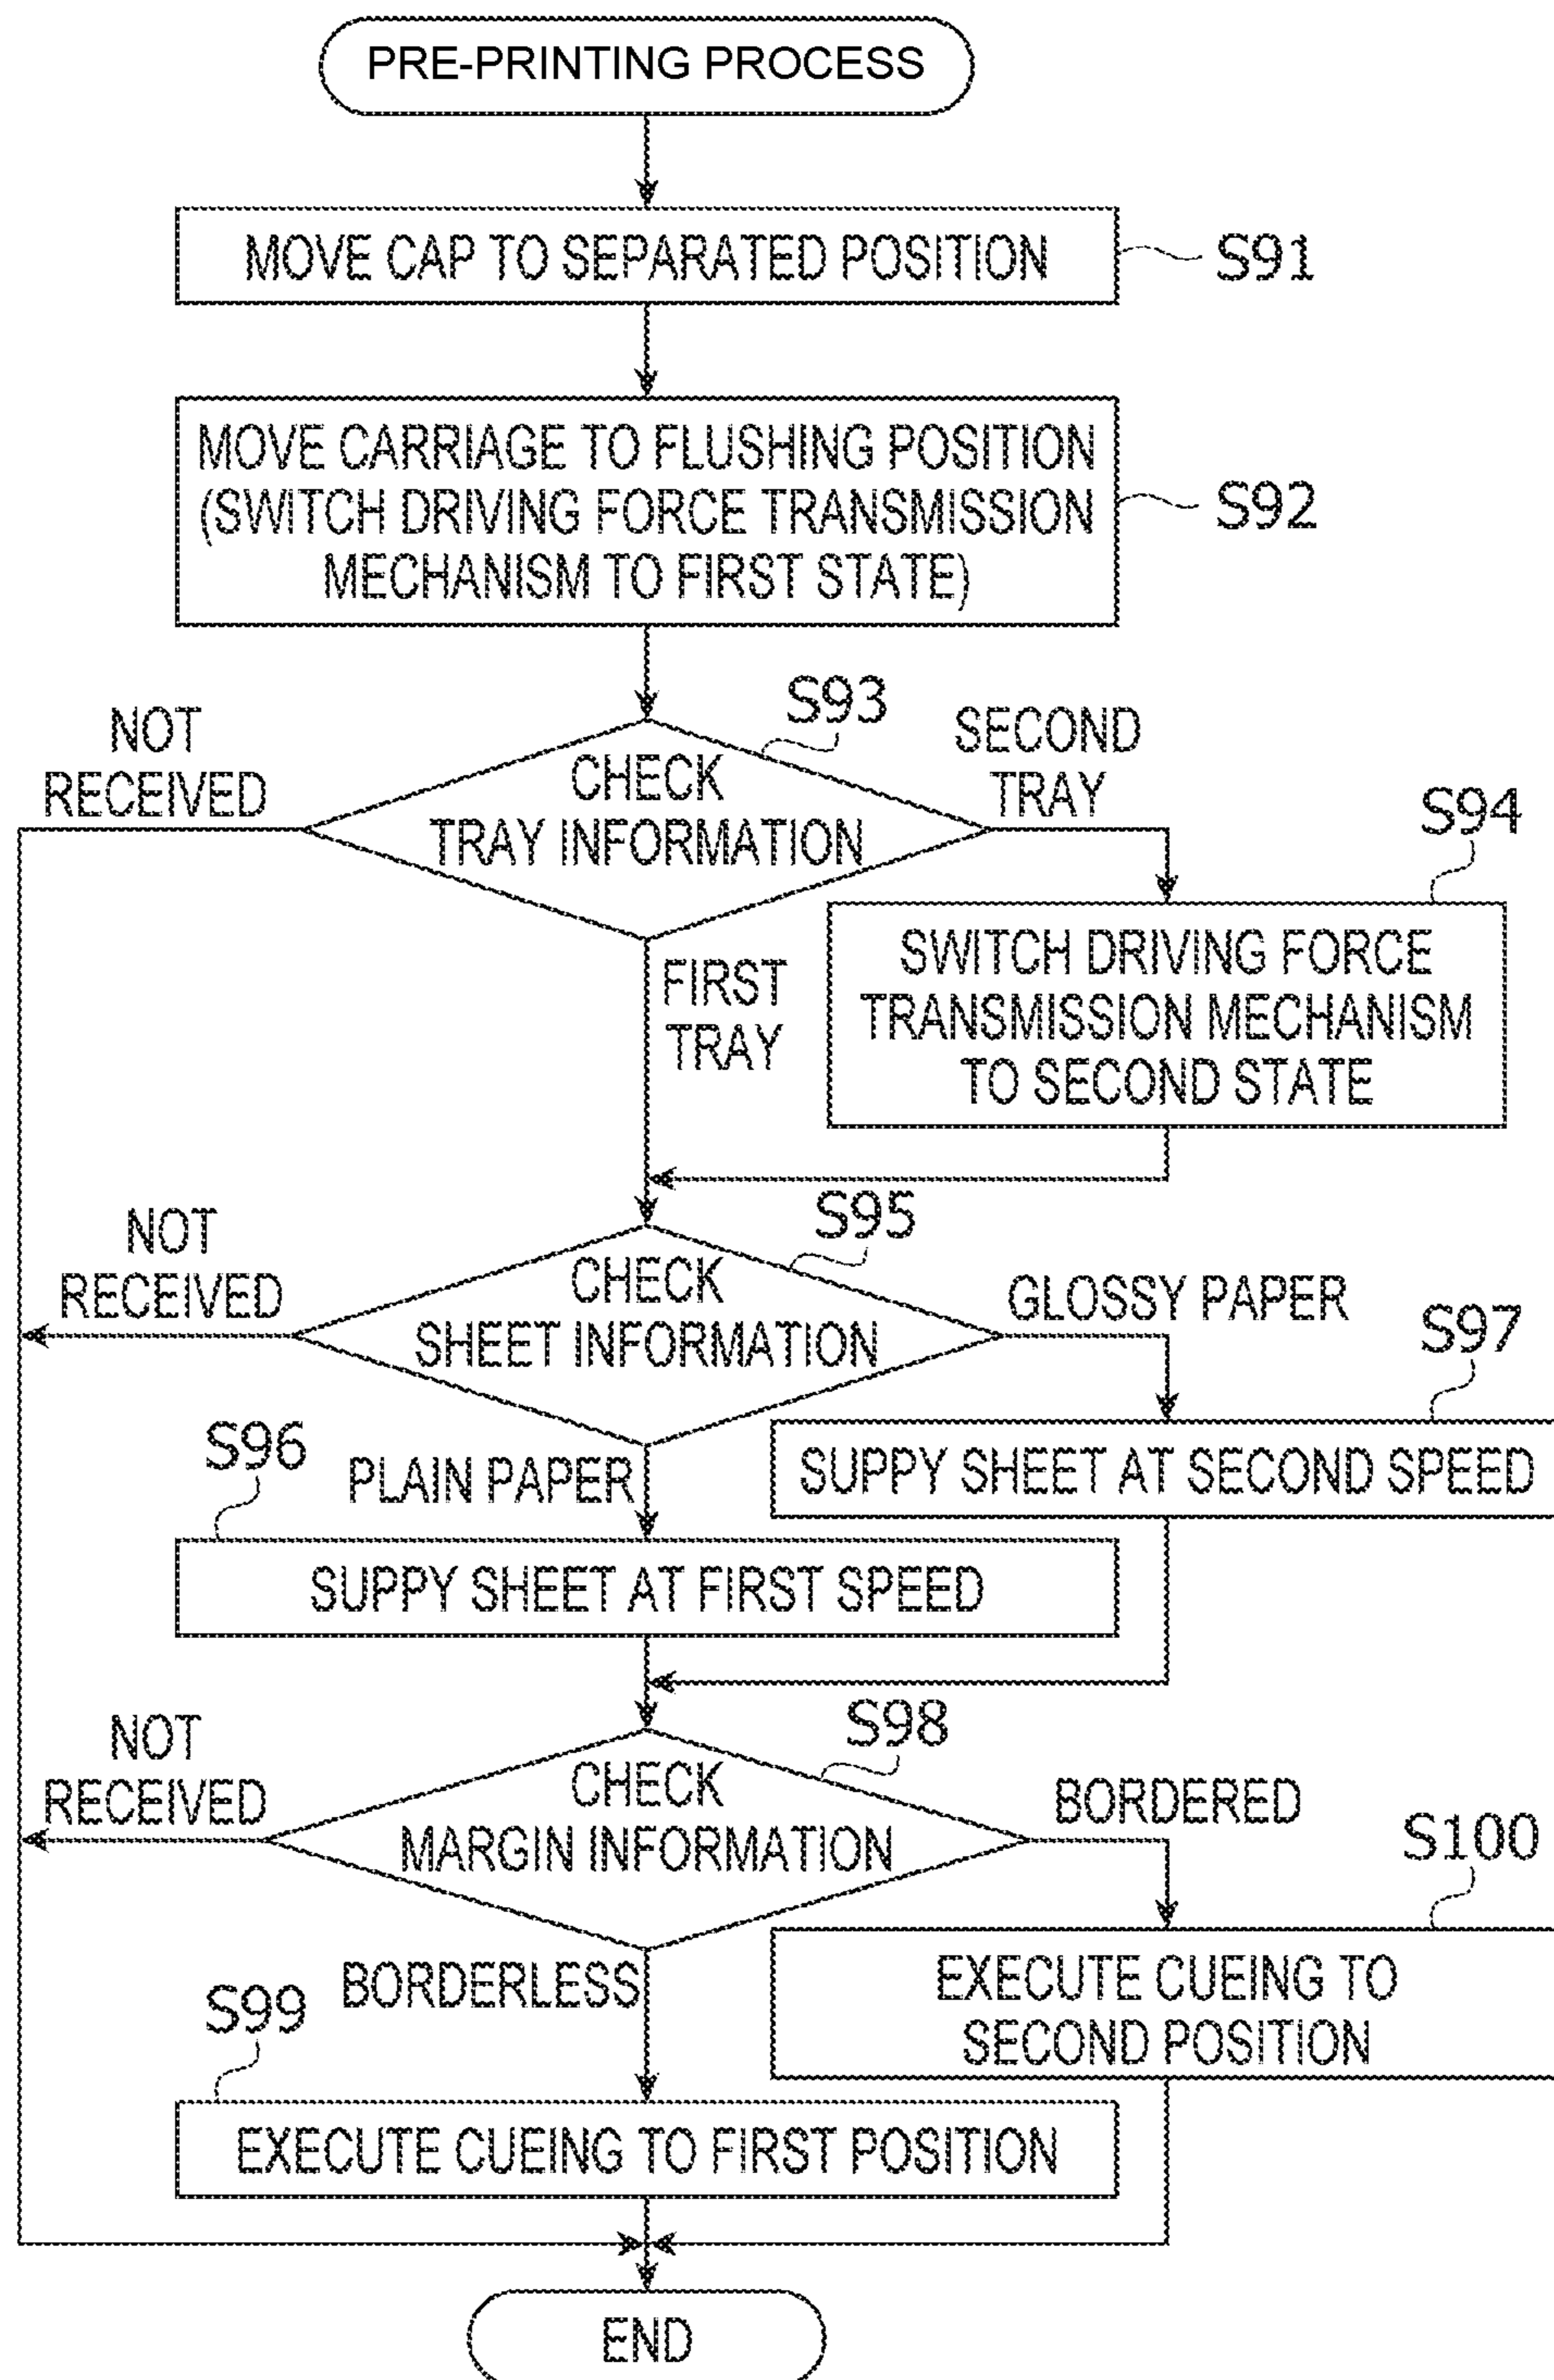 PRE-PRINTING PROCESS
MOVE CAP TO SEPARATED POSITION
S91
MOVE CARRIAGE TO FLUSHING POSITION
(SWITCH DRIVING FORCE TRANSMISSION
MECHANISM TO FIRST STATE)
S92
S93
NOT
RECEIVED
CHECK
TRAY INFORMATION
SECOND
TRAY
S94
FIRST
TRAY
SWITCH DRIVING FORCE
TRANSMISSION MECHANISM
TO SECOND STATE
S95
NOT
RECEIVED
CHECK
SHEET INFORMATION
GLOSSY PAPER
S97
S96
PLAIN PAPER
SUPPY SHEET AT SECOND SPEED
SUPPY SHEET AT FIRST SPEED
S98
NOT
RECEIVED
CHECK
MARGIN INFORMATION
BORDERED
S100
S99
BORDERLESS
EXECUTE CUEING TO
SECOND POSITION
EXECUTE CUEING TO FIRST POSITION
END